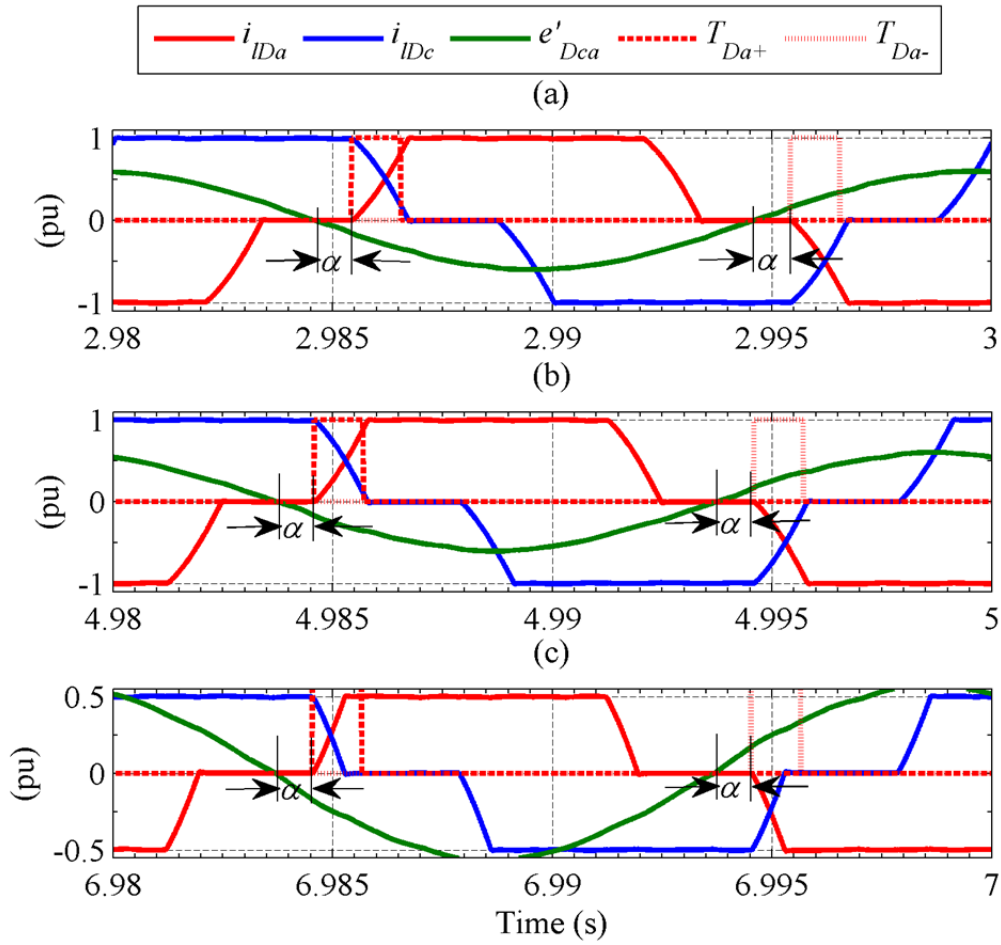 i_lDa i_lDc e'_Dca T_Da+ T_Da-
(a)
1
0
-1
(pu)
α α
2.98 2.985 2.99 2.995 3
(b)
1
0
-1
(pu)
α α
4.98 4.985 4.99 4.995 5
(c)
0.5
0
-0.5
(pu)
α α
6.98 6.985 6.99 6.995 7
Time (s)